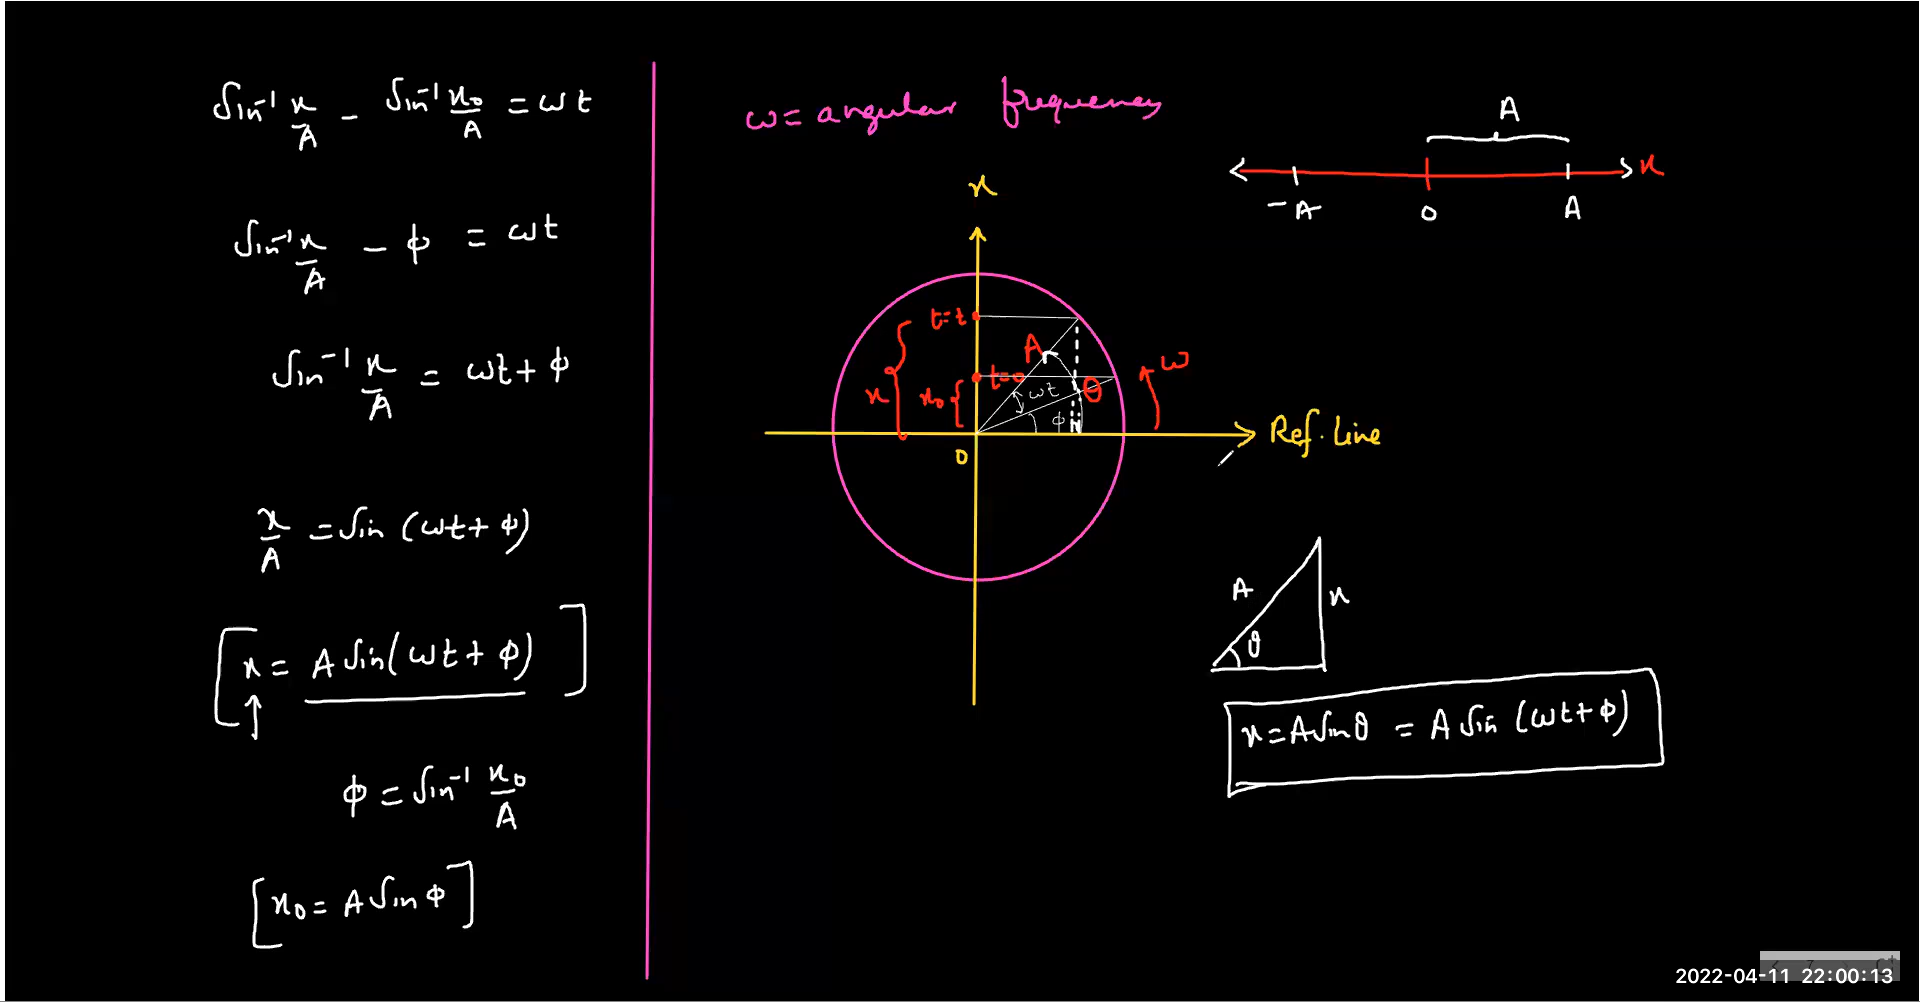 sin⁻¹ x/A - sin⁻¹ x₀/A = ωt
sin⁻¹ x/A - ϕ = ωt
sin⁻¹ x/A = ωt + ϕ
x/A = sin (ωt + ϕ)
[x = A sin(ωt + ϕ)]
↑
ϕ = sin⁻¹ x₀/A
[x₀ = A sin ϕ]
ω = angular frequency
x
t=t
A
t=0
x
x₀
ωt
θ
ϕ
ω
0
Ref. Line
A
x
-A
0
A
A
x
θ
x = A sin θ = A sin (ωt + ϕ)
2022-04-11 22:00:13